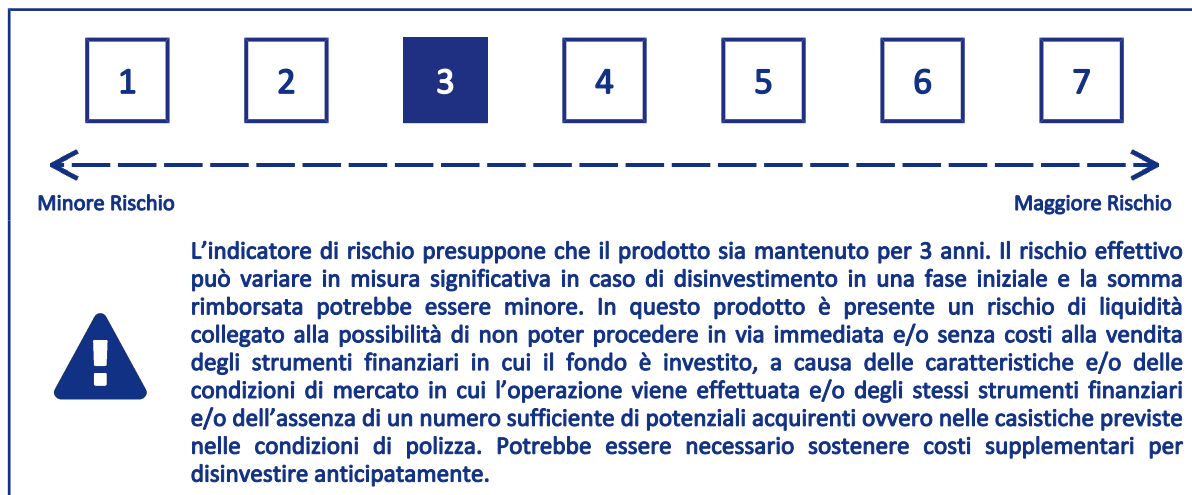 1 2 3 4 5 6 7
Minore Rischio Maggiore Rischio
L'indicatore di rischio presuppone che il prodotto sia mantenuto per 3 anni. Il rischio effettivo
può variare in misura significativa in caso di disinvestimento in una fase iniziale e la somma
rimborsata potrebbe essere minore. In questo prodotto è presente un rischio di liquidità
collegato alla possibilità di non poter procedere in via immediata e/o senza costi alla vendita
degli strumenti finanziari in cui il fondo è investito, a causa delle caratteristiche e/o delle
condizioni di mercato in cui l'operazione viene effettuata e/o degli stessi strumenti finanziari
e/o dell'assenza di un numero sufficiente di potenziali acquirenti ovvero nelle casistiche previste
nelle condizioni di polizza. Potrebbe essere necessario sostenere costi supplementari per
disinvestire anticipatamente.